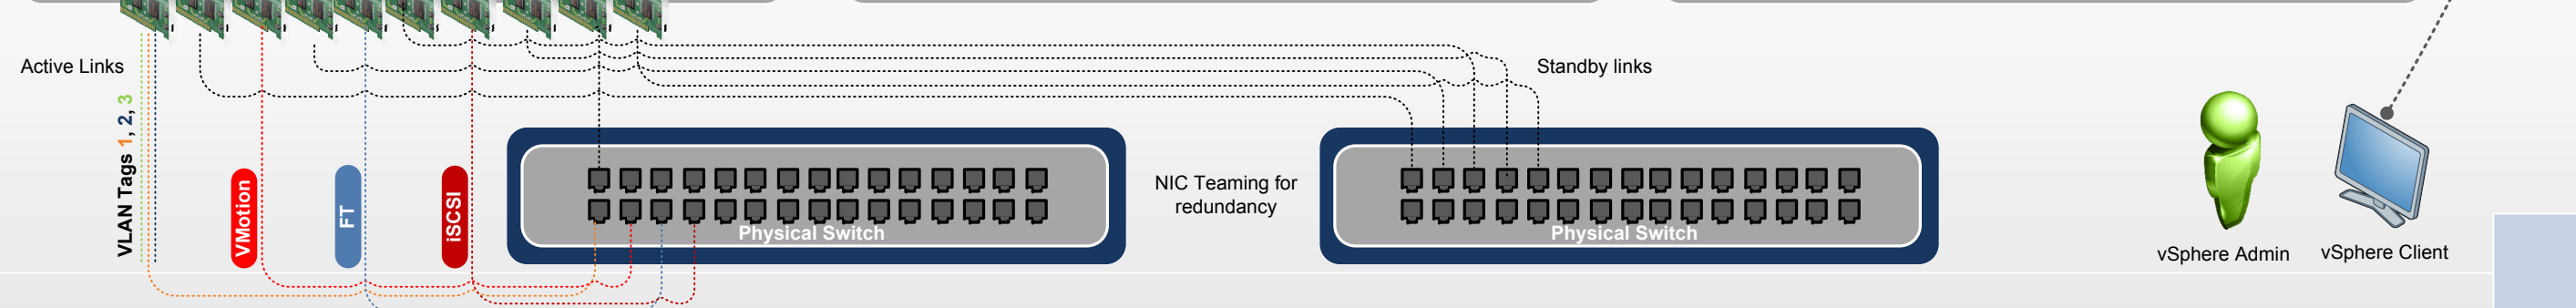 Active Links
Standby links
VLAN Tags 1, 2, 3
VMotion
FT
iSCSI
Physical Switch
NIC Teaming for
redundancy
Physical Switch
vSphere Admin
vSphere Client